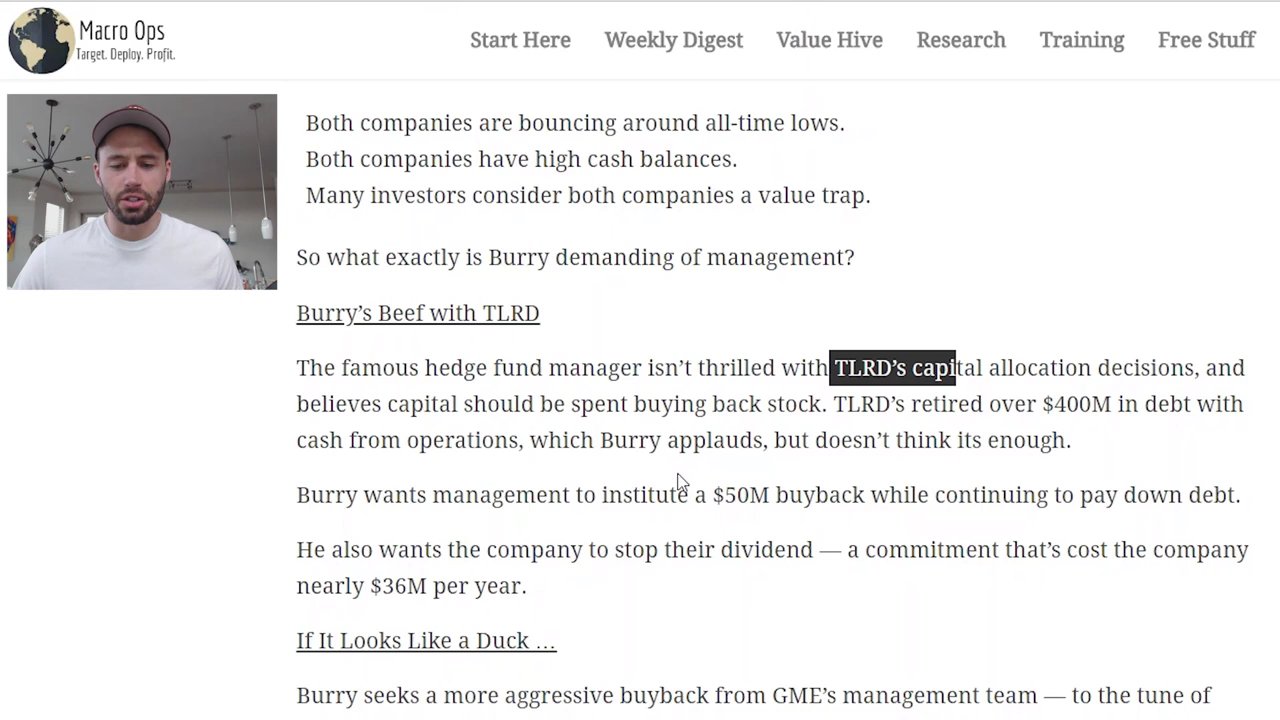 Macro Ops
Target. Deploy. Profit.
Start Here Weekly Digest Value Hive Research Training Free Stuff
Both companies are bouncing around all-time lows.
Both companies have high cash balances.
Many investors consider both companies a value trap.
So what exactly is Burry demanding of management?
Burry’s Beef with TLRD
The famous hedge fund manager isn’t thrilled with TLRD’s capital allocation decisions, and
believes capital should be spent buying back stock. TLRD’s retired over $400M in debt with
cash from operations, which Burry applauds, but doesn’t think its enough.
Burry wants management to institute a $50M buyback while continuing to pay down debt.
He also wants the company to stop their dividend — a commitment that’s cost the company
nearly $36M per year.
If It Looks Like a Duck …
Burry seeks a more aggressive buyback from GME’s management team — to the tune of